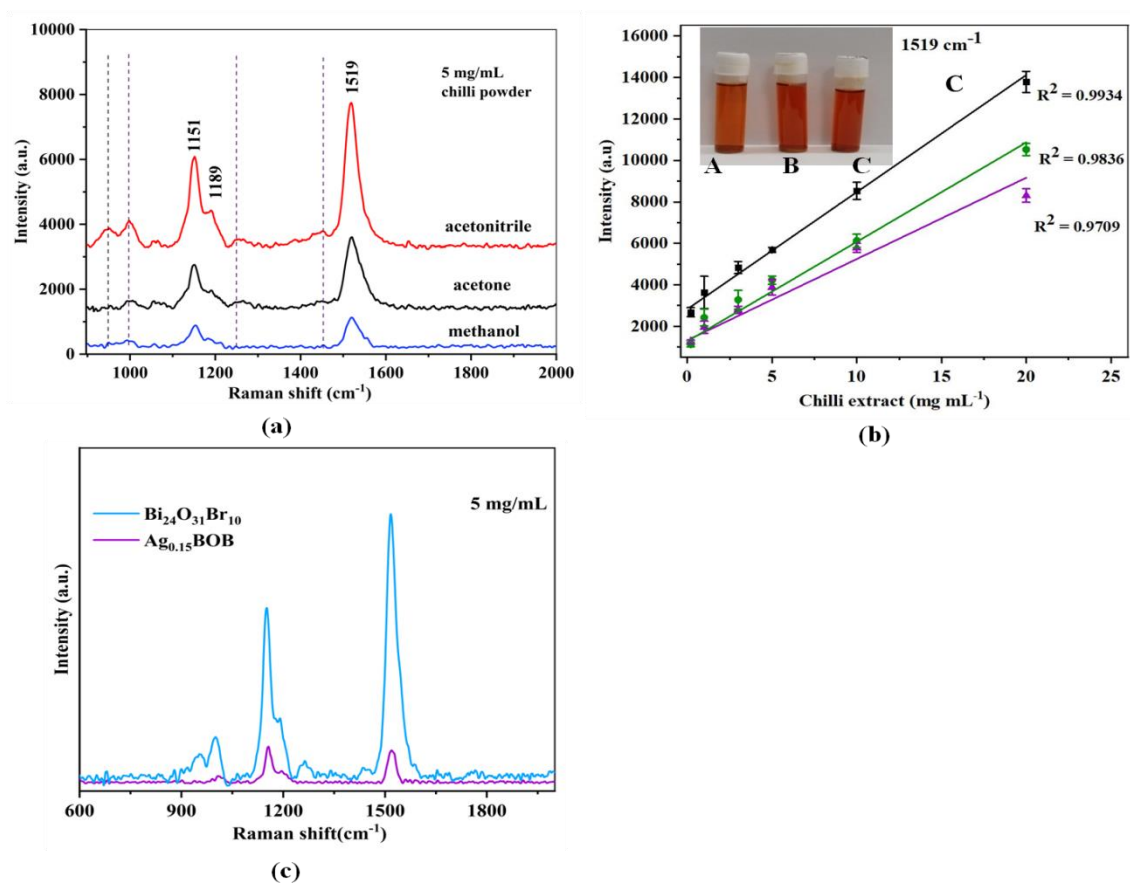 10000
8000
6000
4000
2000
0
Intensity (a.u.)
5 mg/mL
chilli powder
1151
1189
1519
acetonitrile
acetone
methanol
1000 1200 1400 1600 1800 2000
Raman shift (cm⁻¹)
(a)
16000
14000
12000
10000
8000
6000
4000
2000
Intensity (a.u.)
1519 cm⁻¹
A B C
C
R² = 0.9934
R² = 0.9836
R² = 0.9709
0 5 10 15 20 25
Chilli extract (mg mL⁻¹)
(b)
Intensity (a.u.)
Bi₂₄O₃₁Br₁₀
Ag₀.₁₅BOB
5 mg/mL
600 900 1200 1500 1800
Raman shift(cm⁻¹)
(c)